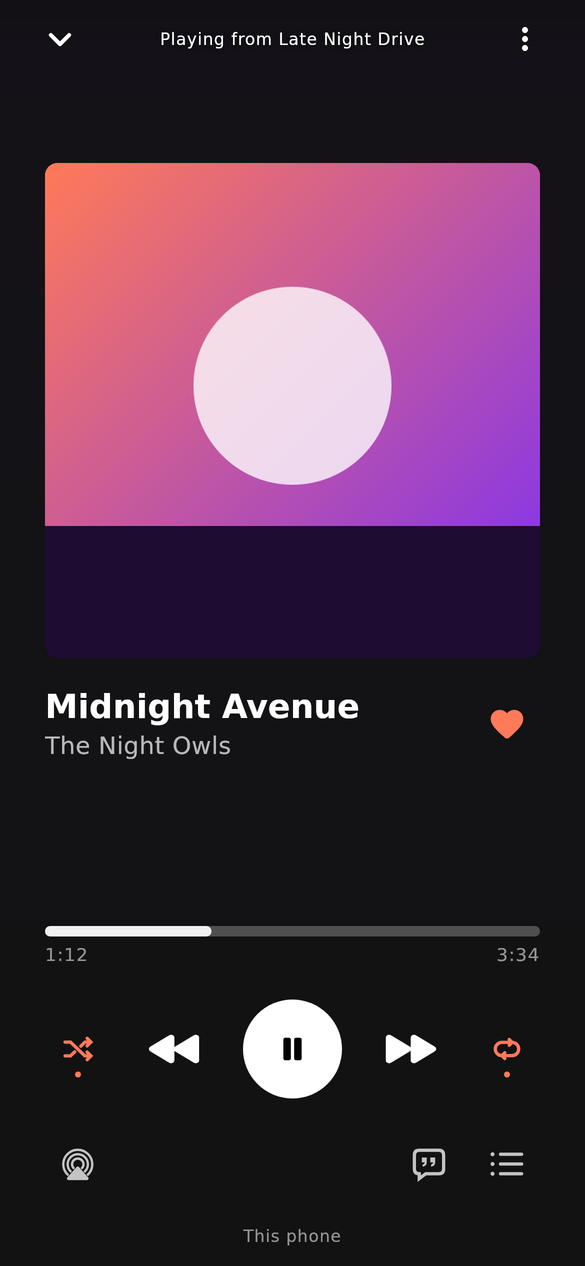 Playing from Late Night Drive
Midnight Avenue
The Night Owls
1:12
3:34
This phone